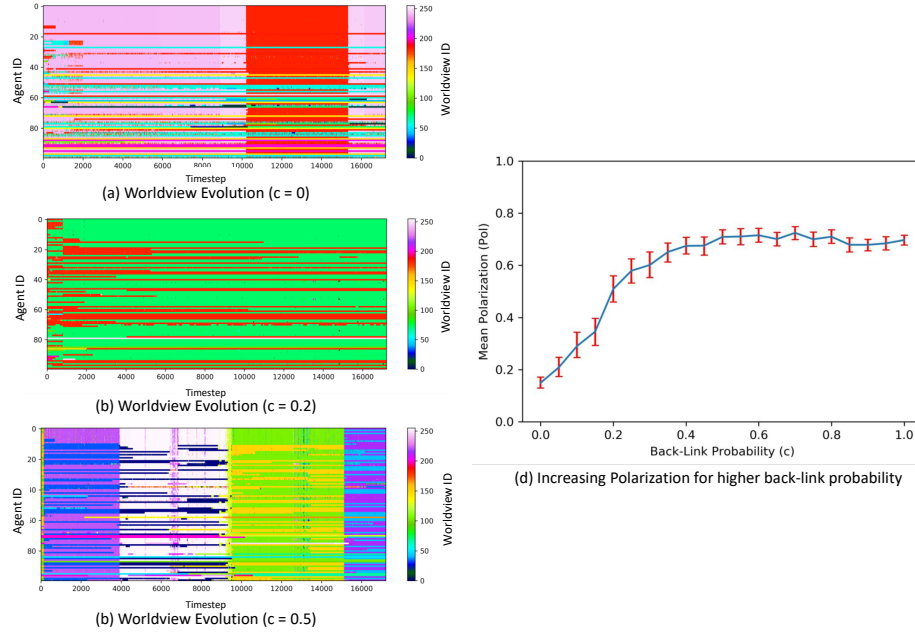 0
20
40
60
80
Agent ID
0 2000 4000 6000 8000 10000 12000 14000 16000
Timestep
250
200
150
100
50
0
Worldview ID
(a) Worldview Evolution (c = 0)
0
20
40
60
80
Agent ID
0 2000 4000 6000 8000 10000 12000 14000 16000
Timestep
250
200
150
100
50
0
Worldview ID
(b) Worldview Evolution (c = 0.2)
0
20
40
60
80
Agent ID
0 2000 4000 6000 8000 10000 12000 14000 16000
Timestep
250
200
150
100
50
0
Worldview ID
(b) Worldview Evolution (c = 0.5)
1.0
0.8
0.6
0.4
0.2
0.0
Mean Polarization (Pol)
0.0 0.2 0.4 0.6 0.8 1.0
Back-Link Probability (c)
(d) Increasing Polarization for higher back-link probability